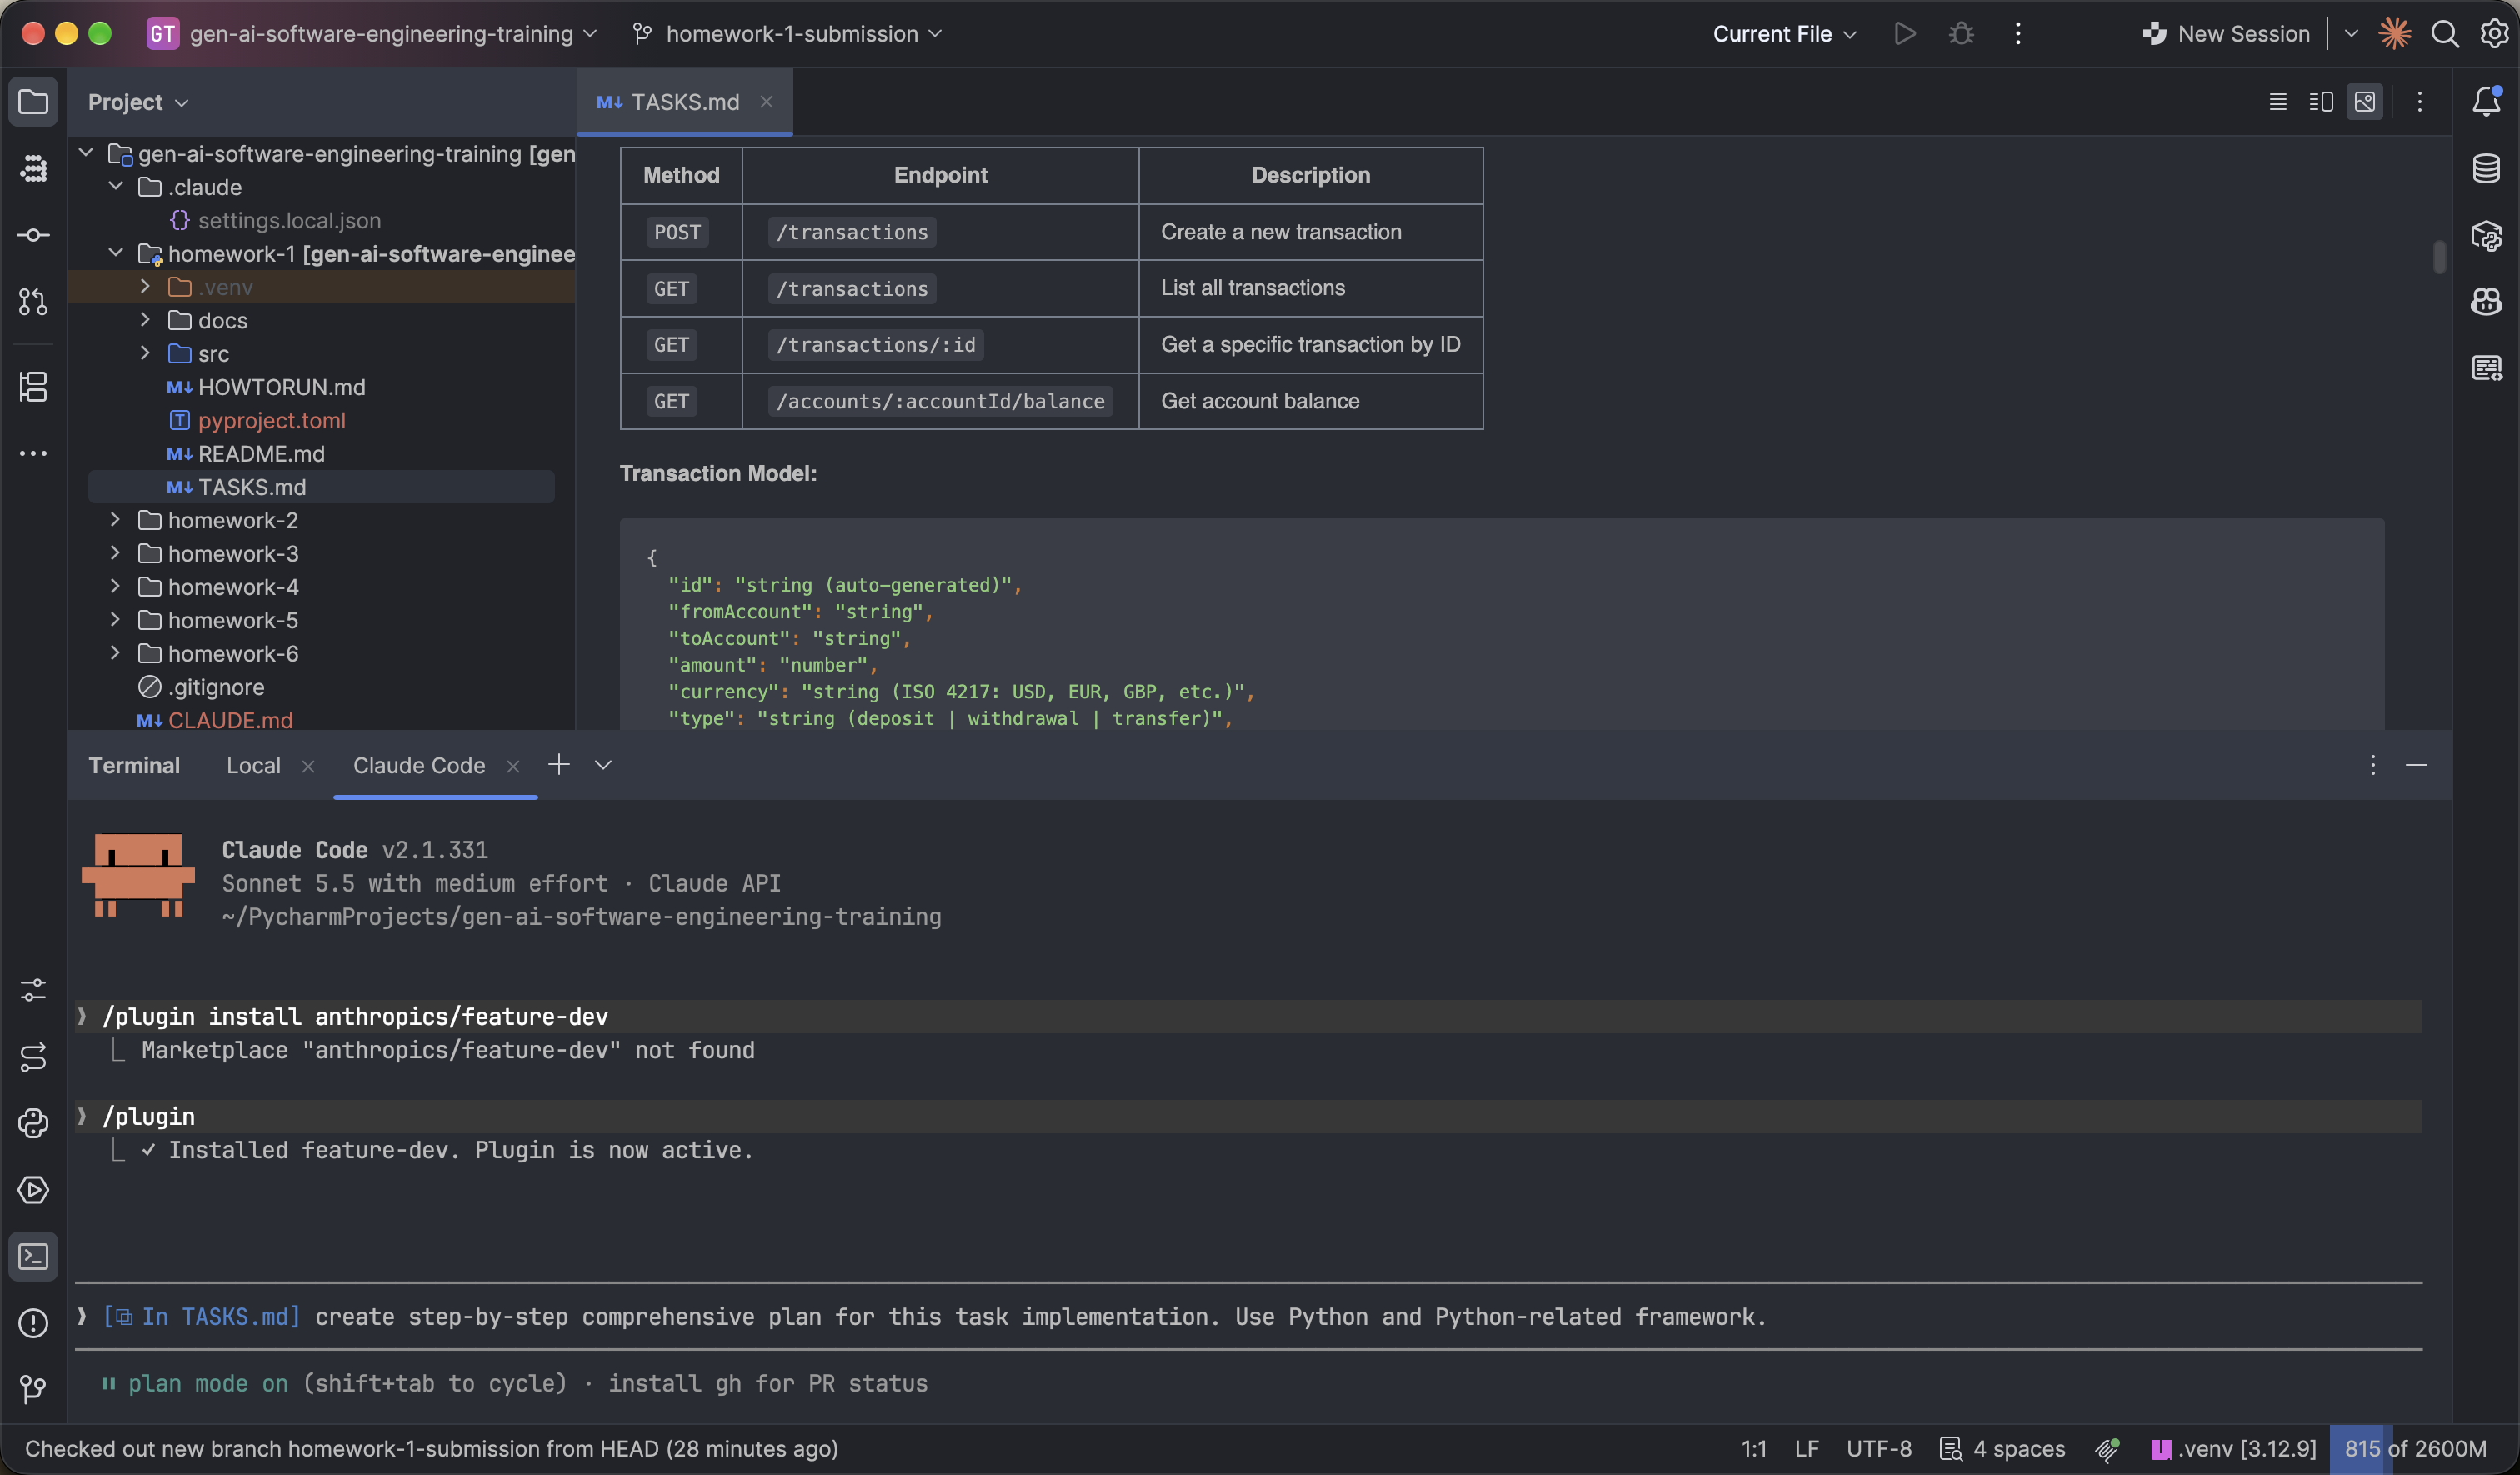 GT gen-ai-software-engineering-training homework-1-submission Current File New Session
Project
M↓ TASKS.md
gen-ai-software-engineering-training [gen
.claude
{} settings.local.json
homework-1 [gen-ai-software-enginee
.venv
docs
src
M↓ HOWTORUN.md
T pyproject.toml
M↓ README.md
M↓ TASKS.md
homework-2
homework-3
homework-4
homework-5
homework-6
.gitignore
M↓ CLAUDE.md
Method Endpoint Description
POST /transactions Create a new transaction
GET /transactions List all transactions
GET /transactions/:id Get a specific transaction by ID
GET /accounts/:accountId/balance Get account balance
Transaction Model:
{
"id": "string (auto-generated)",
"fromAccount": "string",
"toAccount": "string",
"amount": "number",
"currency": "string (ISO 4217: USD, EUR, GBP, etc.)",
"type": "string (deposit | withdrawal | transfer)",
Terminal Local Claude Code
Claude Code v2.1.331
Sonnet 5.5 with medium effort · Claude API
~/PycharmProjects/gen-ai-software-engineering-training
❯ /plugin install anthropics/feature-dev
⎿ Marketplace "anthropics/feature-dev" not found
❯ /plugin
⎿ ✓ Installed feature-dev. Plugin is now active.
❯ [⧉ In TASKS.md] create step-by-step comprehensive plan for this task implementation. Use Python and Python-related framework.
⏸ plan mode on (shift+tab to cycle) · install gh for PR status
Checked out new branch homework-1-submission from HEAD (28 minutes ago) 1:1 LF UTF-8 4 spaces .venv [3.12.9] 815 of 2600M